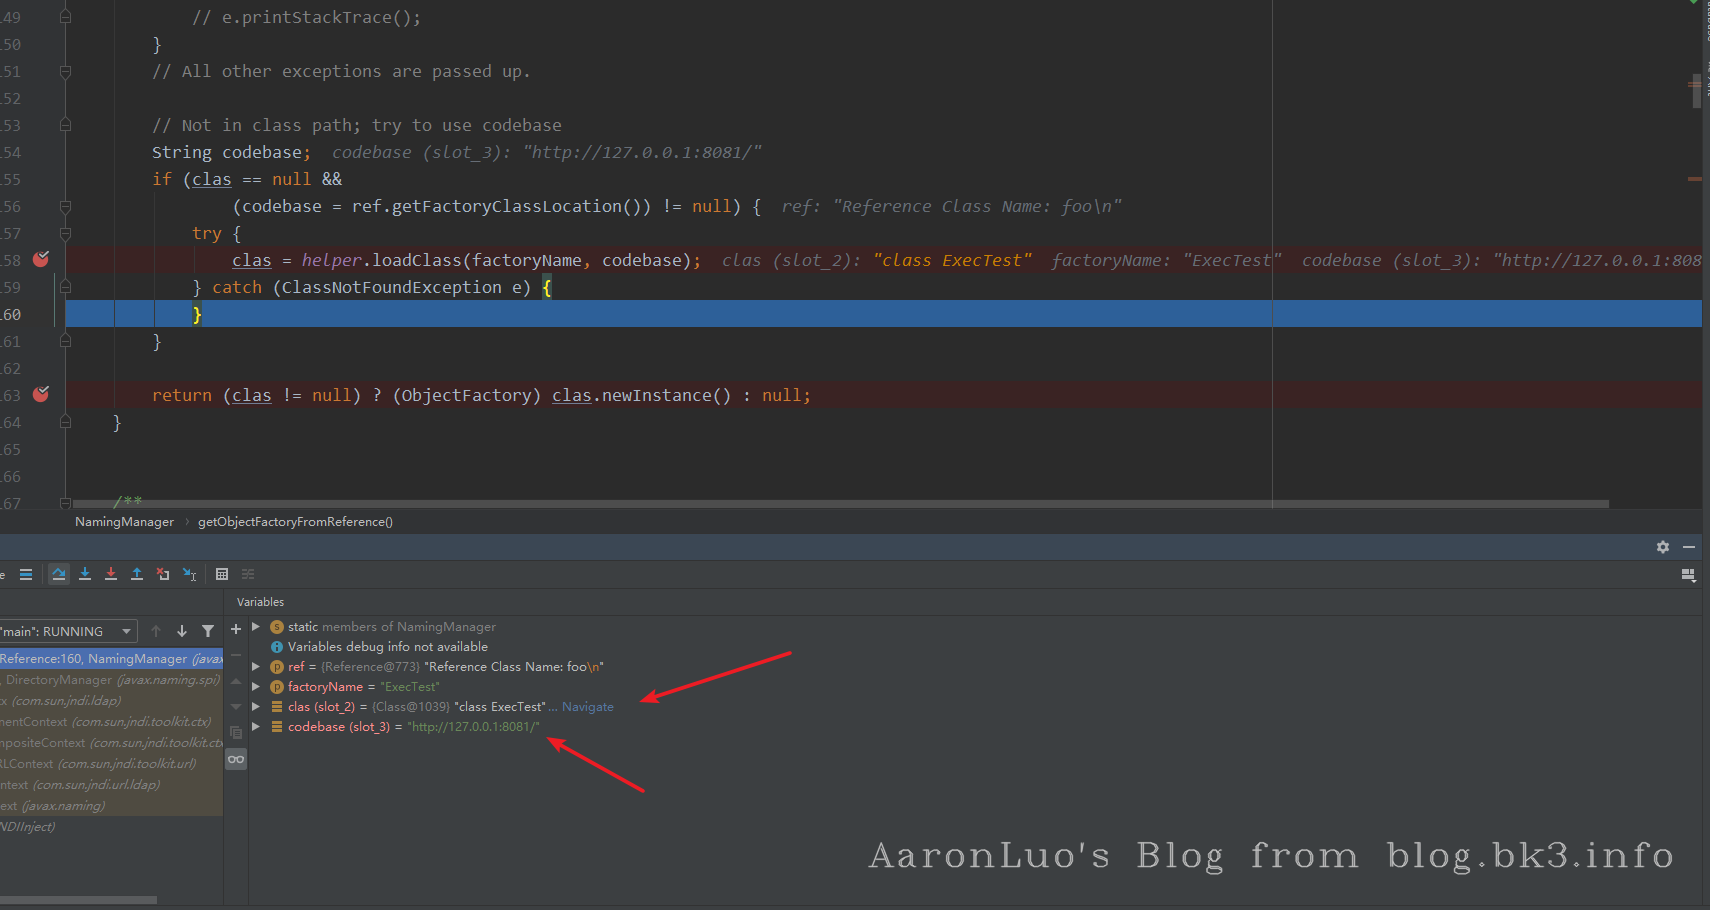 49 // e.printStackTrace();
50 }
51 // All other exceptions are passed up.
52
53 // Not in class path; try to use codebase
54 String codebase; codebase (slot_3): "http://127.0.0.1:8081/"
55 if (clas == null &&
56 (codebase = ref.getFactoryClassLocation()) != null) { ref: "Reference Class Name: foo\n"
57 try {
58 clas = helper.loadClass(factoryName, codebase); clas (slot_2): "class ExecTest" factoryName: "ExecTest" codebase (slot_3): "http://127.0.0.1:808
59 } catch (ClassNotFoundException e) {
60 }
61 }
62
63 return (clas != null) ? (ObjectFactory) clas.newInstance() : null;
64 }
65
66
67 /**
NamingManager › getObjectFactoryFromReference()
e
Variables
"main": RUNNING
Reference:160, NamingManager (javax
, DirectoryManager (javax.naming.spi)
tx (com.sun.jndi.ldap)
nentContext (com.sun.jndi.toolkit.ctx)
mpositeContext (com.sun.jndi.toolkit.ctx
RLContext (com.sun.jndi.toolkit.url)
ntext (com.sun.jndi.url.ldap)
ext (javax.naming)
NDIInject)
static members of NamingManager
Variables debug info not available
ref = {Reference@773} "Reference Class Name: foo\n"
factoryName = "ExecTest"
clas (slot_2) = {Class@1039} "class ExecTest"... Navigate
codebase (slot_3) = "http://127.0.0.1:8081/"
AaronLuo's Blog from blog.bk3.info